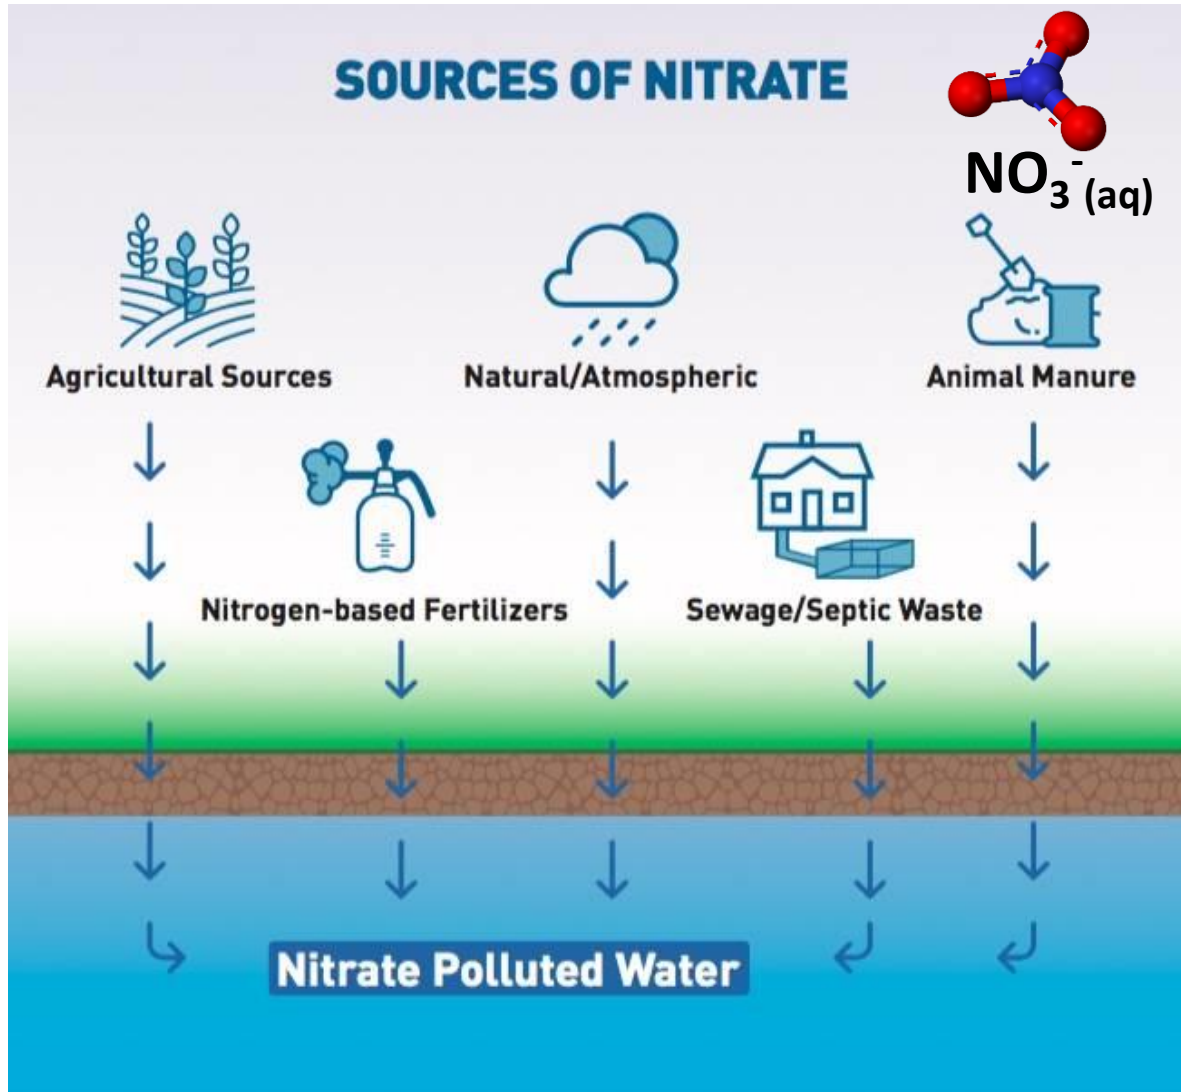 SOURCES OF NITRATE
NO₃⁻(aq)
Agricultural Sources
Natural/Atmospheric
Animal Manure
Nitrogen-based Fertilizers
Sewage/Septic Waste
Nitrate Polluted Water